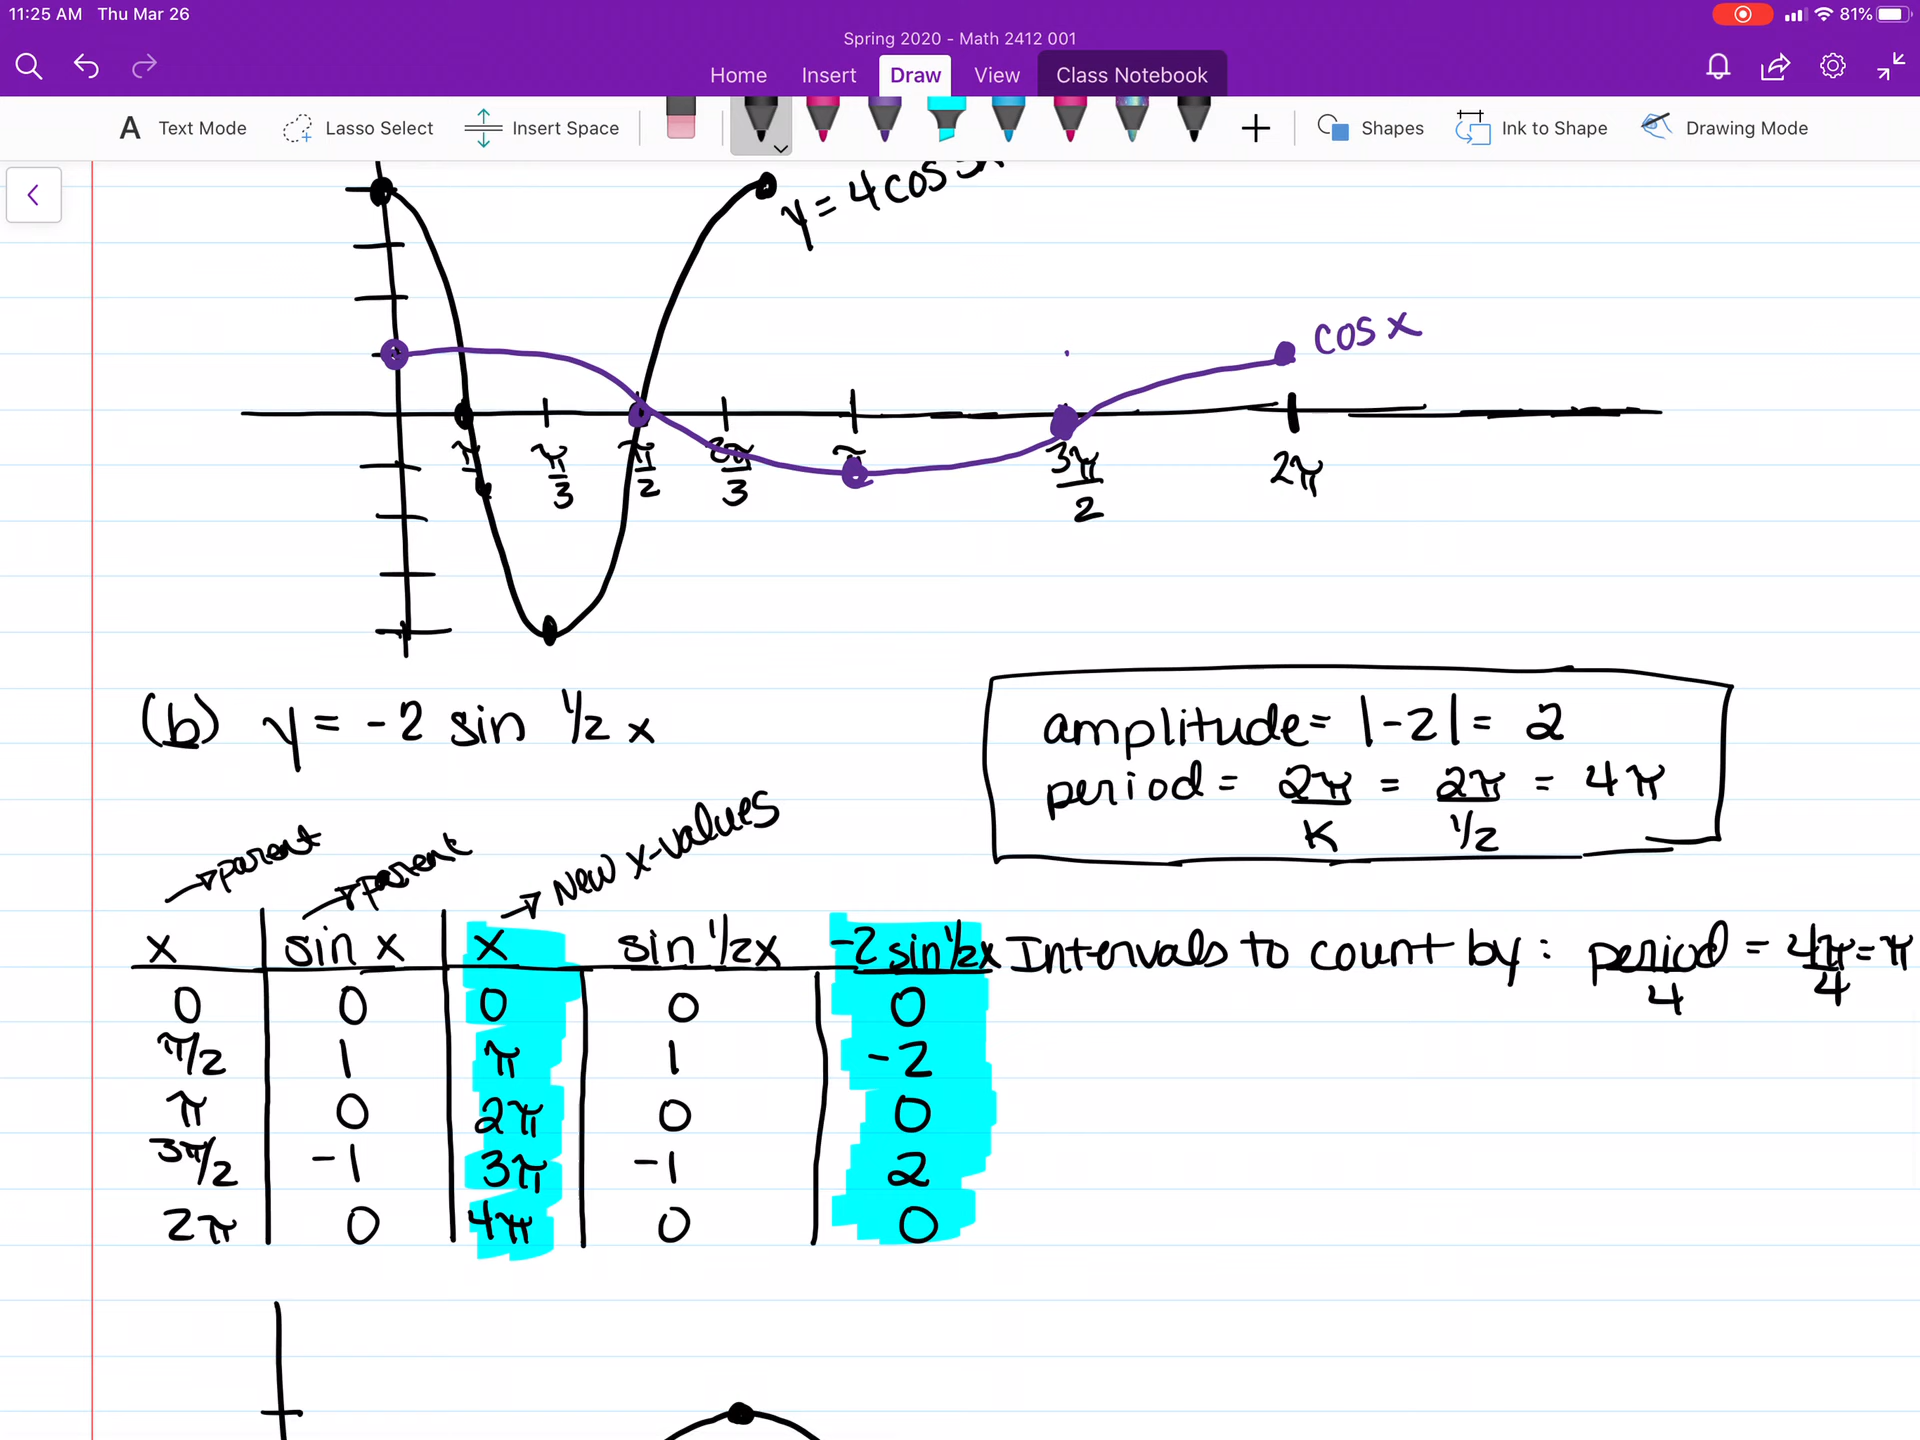 11:25 AM Thu Mar 26
81%
Spring 2020 - Math 2412 001
Home Insert Draw View Class Notebook
A Text Mode Lasso Select Insert Space Shapes Ink to Shape Drawing Mode
y = 4cos
cos x
π/3 π/2 2π/3 π 3π/2 2π
(b) y = -2 sin 1/2 x
amplitude = |-2| = 2
period = 2π/K = 2π/1/2 = 4π
→parent →parent → New x-values
x sin x x sin 1/2x -2 sin 1/2x Intervals to count by: period/4 = 4π/4 = π
0 0 0 0 0
π/2 1 π 1 -2
π 0 2π 0 0
3π/2 -1 3π -1 2
2π 0 4π 0 0